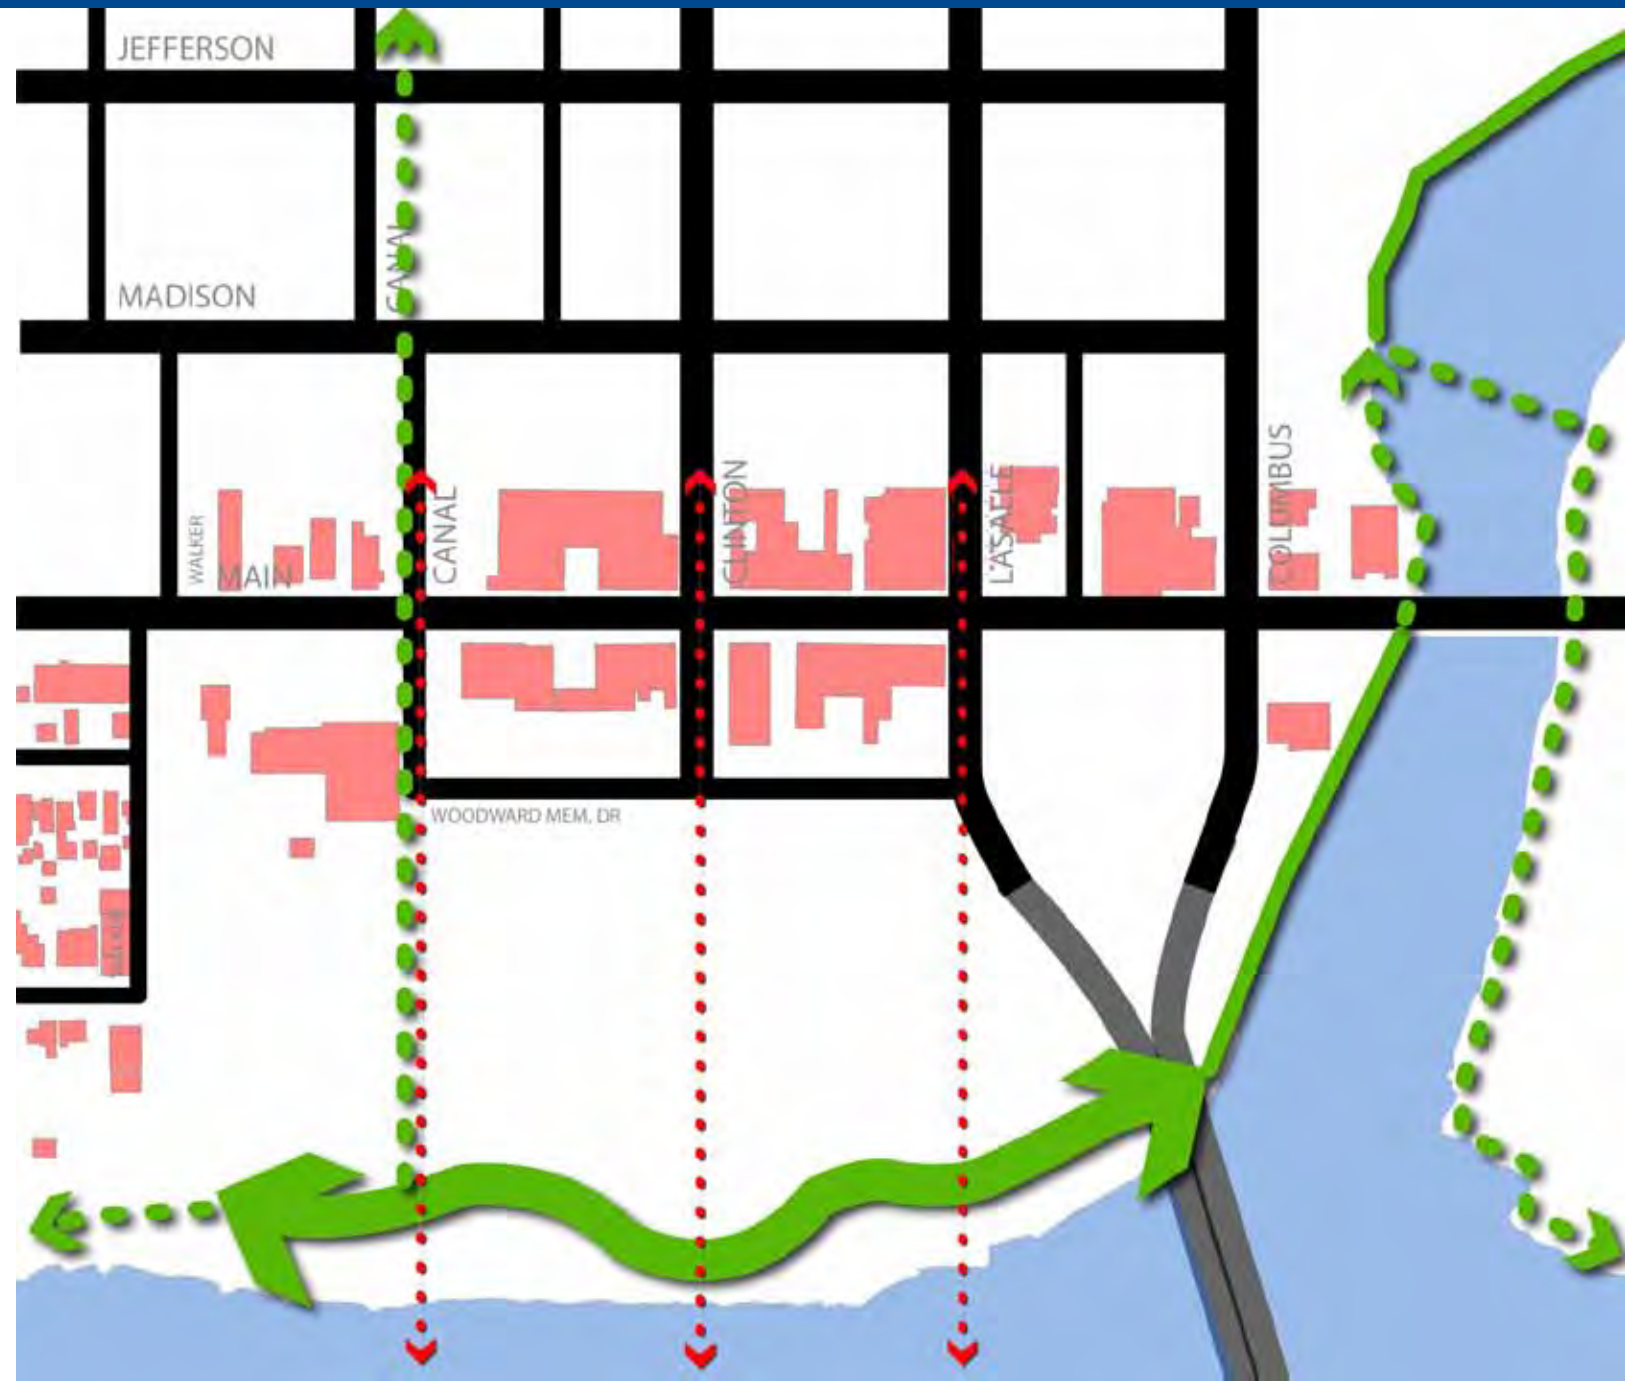 JEFFERSON
CANAL
MADISON
WALKER
MAIN
CANAL
CLINTON
LASALLE
COLUMBUS
WOODWARD MEM. DR